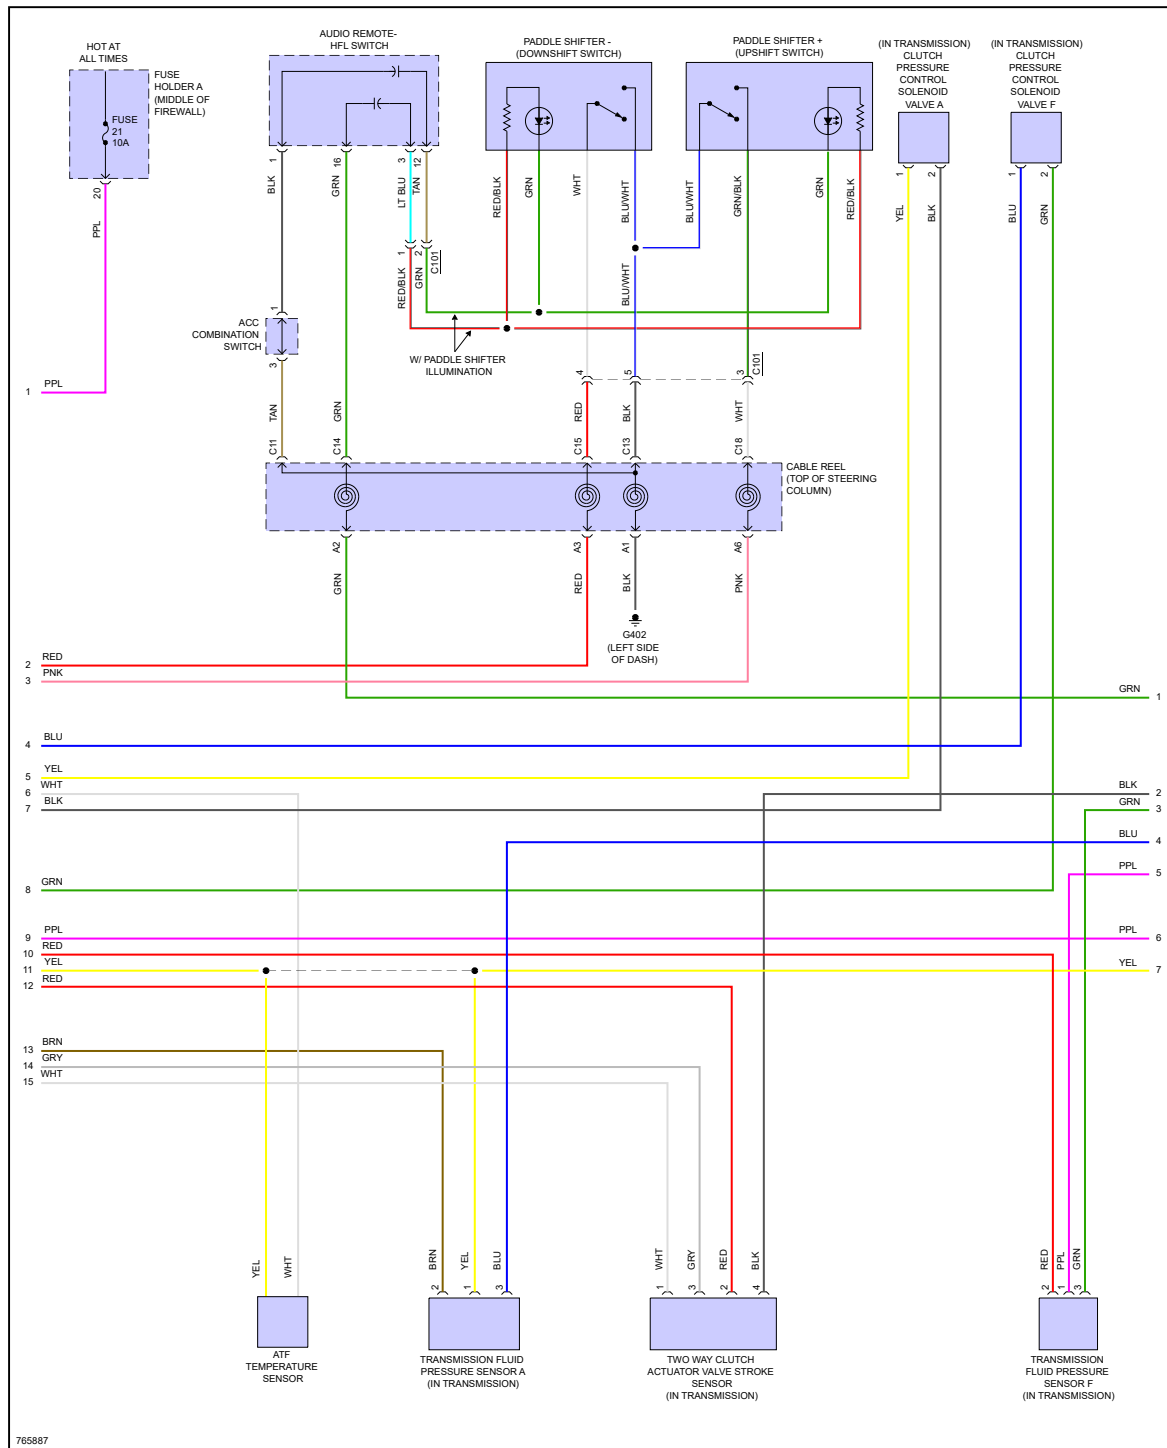 HOT AT
ALL TIMES
FUSE
HOLDER A
(MIDDLE OF
FIREWALL)
FUSE
21
10A
20
PPL
AUDIO REMOTE-
HFL SWITCH
1
16
3
12
BLK
GRN
LT BLU
TAN
1
2
C101
RED/BLK
GRN
PADDLE SHIFTER -
(DOWNSHIFT SWITCH)
RED/BLK
GRN
WHT
BLU/WHT
PADDLE SHIFTER +
(UPSHIFT SWITCH)
BLU/WHT
GRN/BLK
GRN
RED/BLK
BLU/WHT
(IN TRANSMISSION)
CLUTCH
PRESSURE
CONTROL
SOLENOID
VALVE A
1
2
YEL
BLK
(IN TRANSMISSION)
CLUTCH
PRESSURE
CONTROL
SOLENOID
VALVE F
1
2
BLU
GRN
1
ACC
COMBINATION
SWITCH
3
W/ PADDLE SHIFTER
ILLUMINATION
4
5
3
C101
1
PPL
TAN
GRN
RED
BLK
WHT
C11
C14
C15
C13
C18
CABLE REEL
(TOP OF STEERING
COLUMN)
A2
A3
A1
A6
GRN
RED
BLK
PNK
G402
(LEFT SIDE
OF DASH)
2
RED
3
PNK
GRN
1
4
BLU
5
YEL
6
WHT
7
BLK
BLK
2
GRN
3
BLU
4
PPL
5
8
GRN
9
PPL
PPL
6
10
RED
11
YEL
YEL
7
12
RED
13
BRN
14
GRY
15
WHT
YEL
WHT
BRN
YEL
BLU
2
1
3
WHT
GRY
RED
BLK
1
3
2
4
RED
PPL
GRN
2
1
3
ATF
TEMPERATURE
SENSOR
TRANSMISSION FLUID
PRESSURE SENSOR A
(IN TRANSMISSION)
TWO WAY CLUTCH
ACTUATOR VALVE STROKE
SENSOR
(IN TRANSMISSION)
TRANSMISSION
FLUID PRESSURE
SENSOR F
(IN TRANSMISSION)
765887